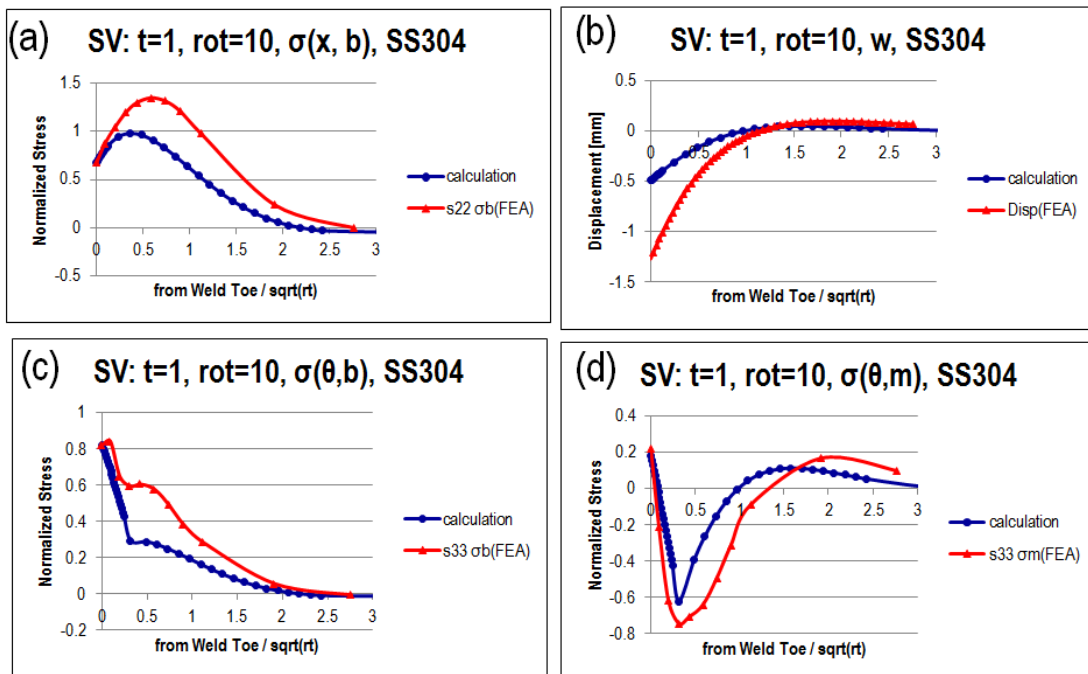 (a)
SV: t=1, rot=10, σ(x, b), SS304
1.5
1
0.5
0
-0.5
0 0.5 1 1.5 2 2.5 3
Normalized Stress
from Weld Toe / sqrt(rt)
calculation
s22 σb(FEA)
(b)
SV: t=1, rot=10, w, SS304
0.5
0
-0.5
-1
-1.5
0 0.5 1 1.5 2 2.5 3
Displacement [mm]
from Weld Toe / sqrt(rt)
calculation
Disp(FEA)
(c)
SV: t=1, rot=10, σ(θ,b), SS304
1
0.8
0.6
0.4
0.2
0
-0.2
0 0.5 1 1.5 2 2.5 3
Normalized Stress
from Weld Toe / sqrt(rt)
calculation
s33 σb(FEA)
(d)
SV: t=1, rot=10, σ(θ,m), SS304
0.4
0.2
0
-0.2
-0.4
-0.6
-0.8
0 0.5 1.0 1.5 2 2.5 3
Normalized Stress
from Weld Toe / sqrt(rt)
calculation
s33 σm(FEA)